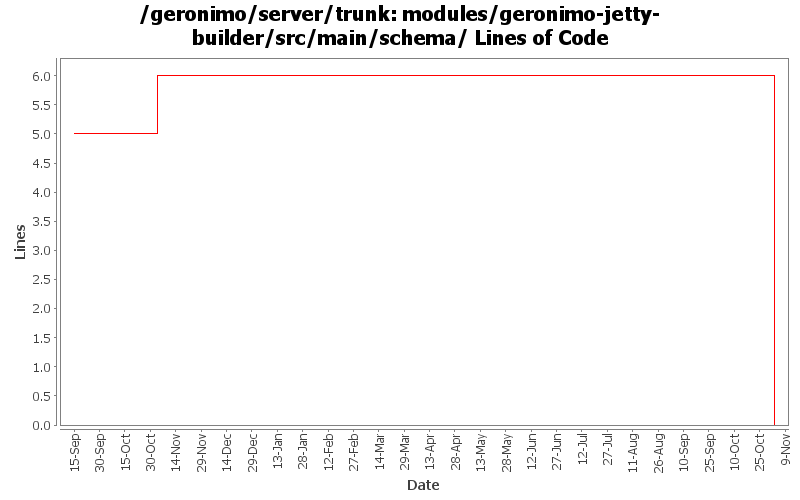 /geronimo/server/trunk: modules/geronimo-jetty-
builder/src/main/schema/ Lines of Code
6.0
5.5
5.0
4.5
4.0
3.5
3.0
2.5
2.0
1.5
1.0
0.5
0.0
Lines
15-Sep
30-Sep
15-Oct
30-Oct
14-Nov
29-Nov
14-Dec
29-Dec
13-Jan
28-Jan
12-Feb
27-Feb
14-Mar
29-Mar
13-Apr
28-Apr
13-May
28-May
12-Jun
27-Jun
12-Jul
27-Jul
11-Aug
26-Aug
10-Sep
25-Sep
10-Oct
25-Oct
9-Nov
Date